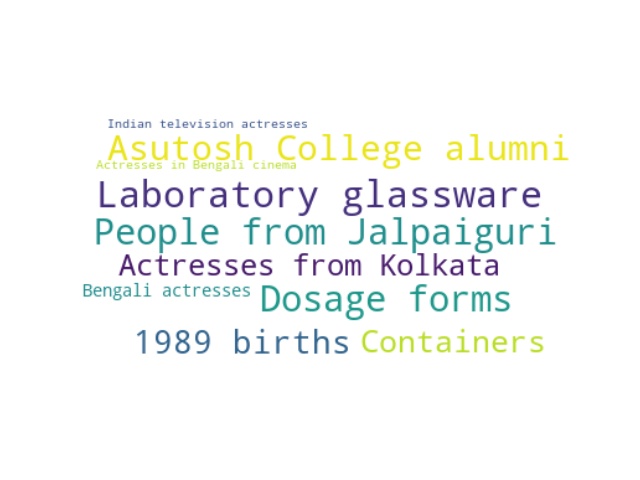 Indian television actresses
Asutosh College alumni
Actresses in Bengali cinema
Laboratory glassware
People from Jalpaiguri
Actresses from Kolkata
Bengali actresses Dosage forms
1989 births Containers